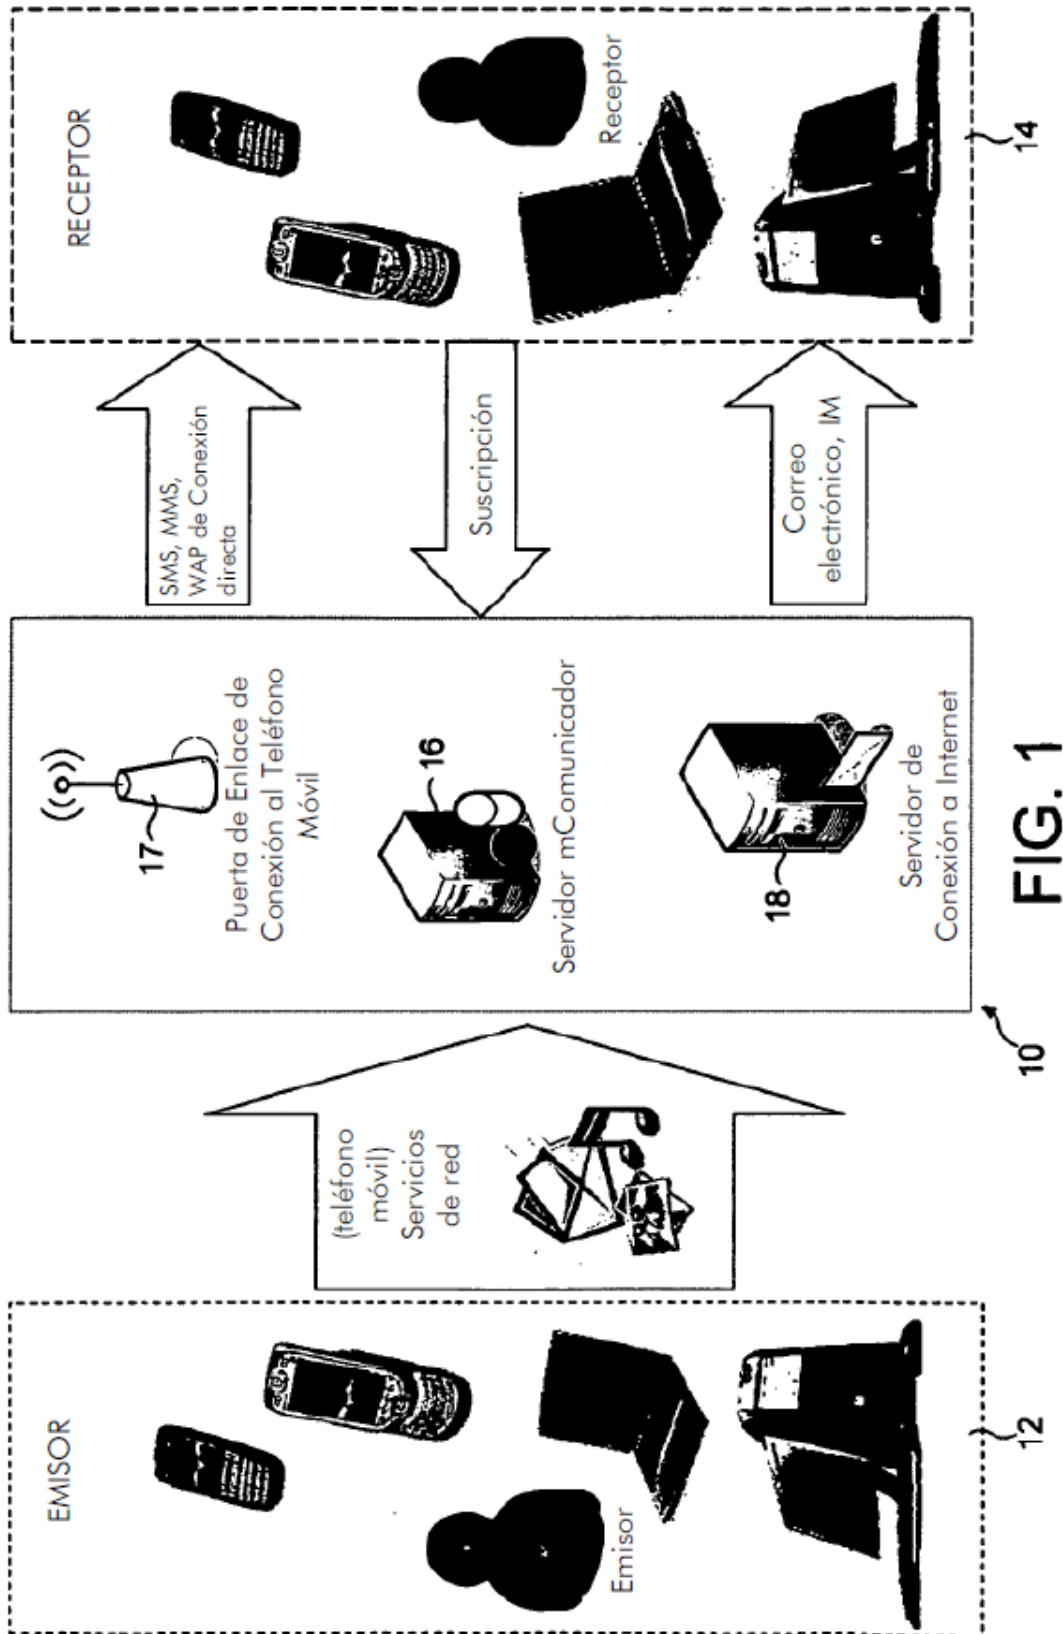 EMISOR
Emisor
12
(teléfono
móvil)
Servicios
de red
17
Puerta de Enlace de
Conexión al Teléfono
Móvil
16
Servidor mComunicador
18
Servidor de
Conexión a Internet
10
SMS, MMS,
WAP de Conexión
directa
Suscripción
Correo
electrónico, IM
RECEPTOR
Receptor
14
FIG. 1